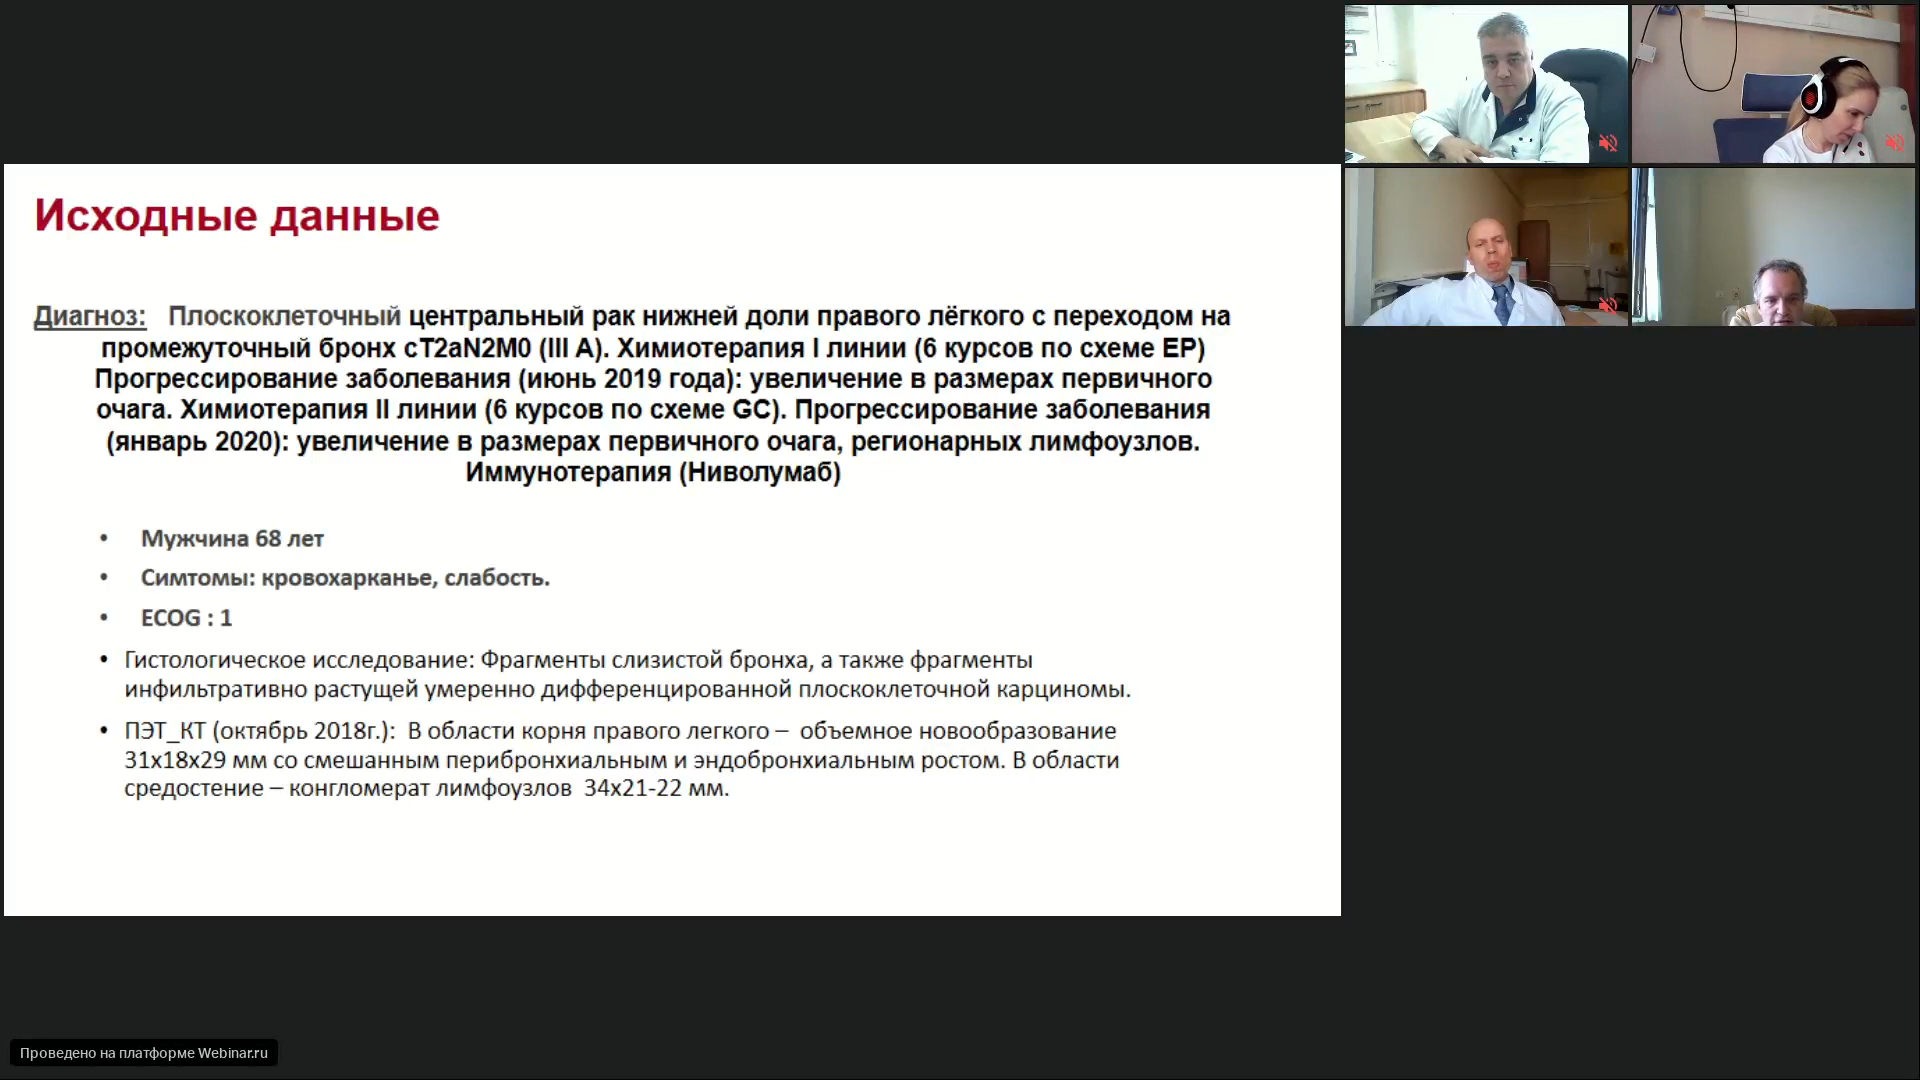 Исходные данные
Диагноз: Плоскоклеточный центральный рак нижней доли правого лёгкого с переходом на
промежуточный бронх cT2aN2M0 (III A). Химиотерапия I линии (6 курсов по схеме EP)
Прогрессирование заболевания (июнь 2019 года): увеличение в размерах первичного
очага. Химиотерапия II линии (6 курсов по схеме GC). Прогрессирование заболевания
(январь 2020): увеличение в размерах первичного очага, регионарных лимфоузлов.
Иммунотерапия (Ниволумаб)
• Мужчина 68 лет
• Симтомы: кровохарканье, слабость.
• ECOG : 1
• Гистологическое исследование: Фрагменты слизистой бронха, а также фрагменты
инфильтративно растущей умеренно дифференцированной плоскоклеточной карциномы.
• ПЭТ_КТ (октябрь 2018г.): В области корня правого легкого – объемное новообразование
31х18х29 мм со смешанным перибронхиальным и эндобронхиальным ростом. В области
средостение – конгломерат лимфоузлов 34х21-22 мм.
Проведено на платформе Webinar.ru